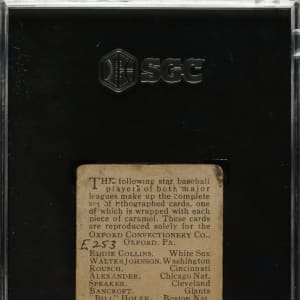 SGC
THE following star baseball
players of both major
leagues make up the complete
set of lithographed cards, one
of which is wrapped with each
piece of caramel. These cards
are reproduced solely for the
OXFORD CONFECTIONERY CO.,
E.253 OXFORD, PA.
EDDIE COLLINS, White Sox
WALTER JOHNSON, Washington
ROUSCH, Cincinnati
ALEXANDER, Chicago Nat.
SPEAKER, Cleveland
BANCROFT, Giants
"BILL" HOLKE, Boston Nat.